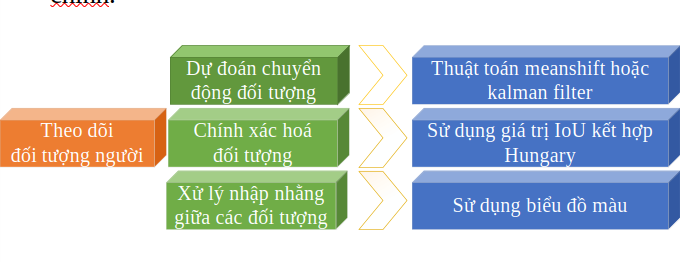 Dự đoán chuyển
động đối tượng
Thuật toán meanshift hoặc
kalman filter
Theo dõi
đối tượng người
Chính xác hoá
đối tượng
Sử dụng giá trị IoU kết hợp
Hungary
Xử lý nhập nhằng
giữa các đối tượng
Sử dụng biểu đồ màu